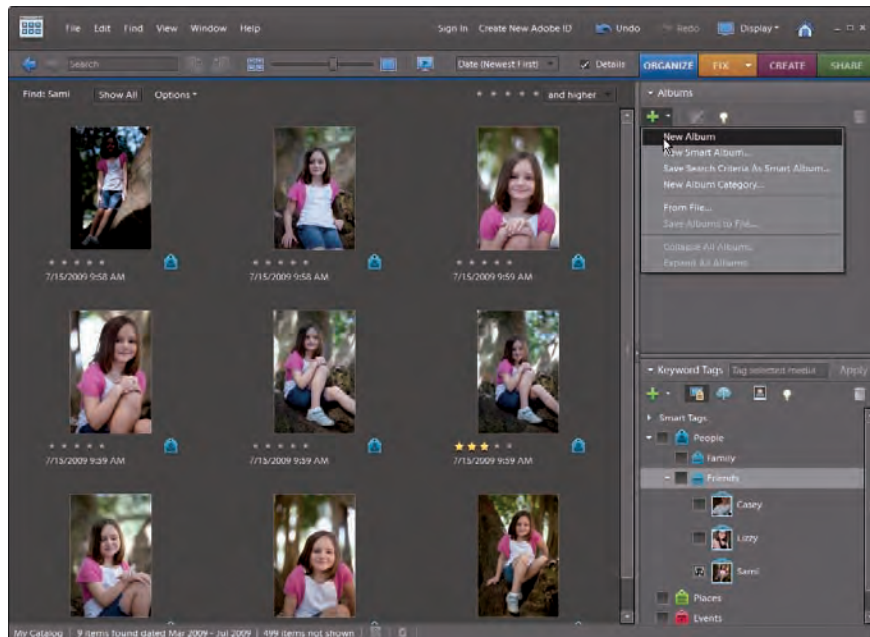 File Edit Find View Window Help Sign In Create New Adobe ID Undo Redo Display
Search Date (Newest First) Details ORGANIZE FIX CREATE SHARE
Find: Sami Show All Options and higher
Albums
New Album
New Smart Album...
Save Search Criteria As Smart Album...
New Album Category...
From File...
Save Albums to File...
Collapse All Albums
Expand All Albums
7/15/2009 9:58 AM 7/15/2009 9:58 AM 7/15/2009 9:59 AM
7/15/2009 9:59 AM 7/15/2009 9:59 AM 7/15/2009 9:59 AM
Keyword Tags Tag selected media Apply
Smart Tags
People
Family
Friends
Casey
Lizzy
Sami
Places
Events
My Catalog 9 items found dated Mar 2009 - Jul 2009 499 items not shown